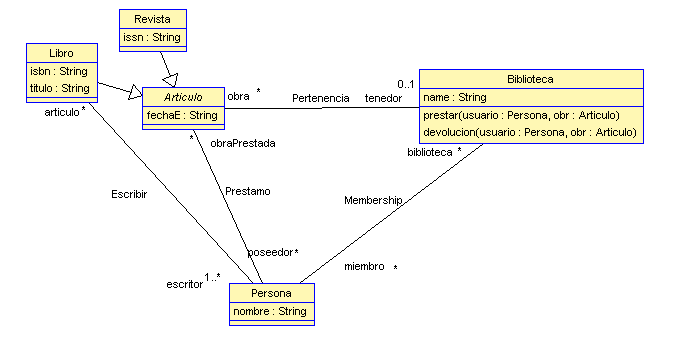 Revista
issn : String
Libro
isbn : String
titulo : String
Articulo
fechaE : String
obra
*
Pertenencia
0..1
tenedor
Biblioteca
name : String
prestar(usuario : Persona, obr : Articulo)
devolucion(usuario : Persona, obr : Articulo)
articulo*
*
obraPrestada
biblioteca *
Escribir
Prestamo
Membership
poseedor*
miembro *
1..*
escritor
Persona
nombre : String